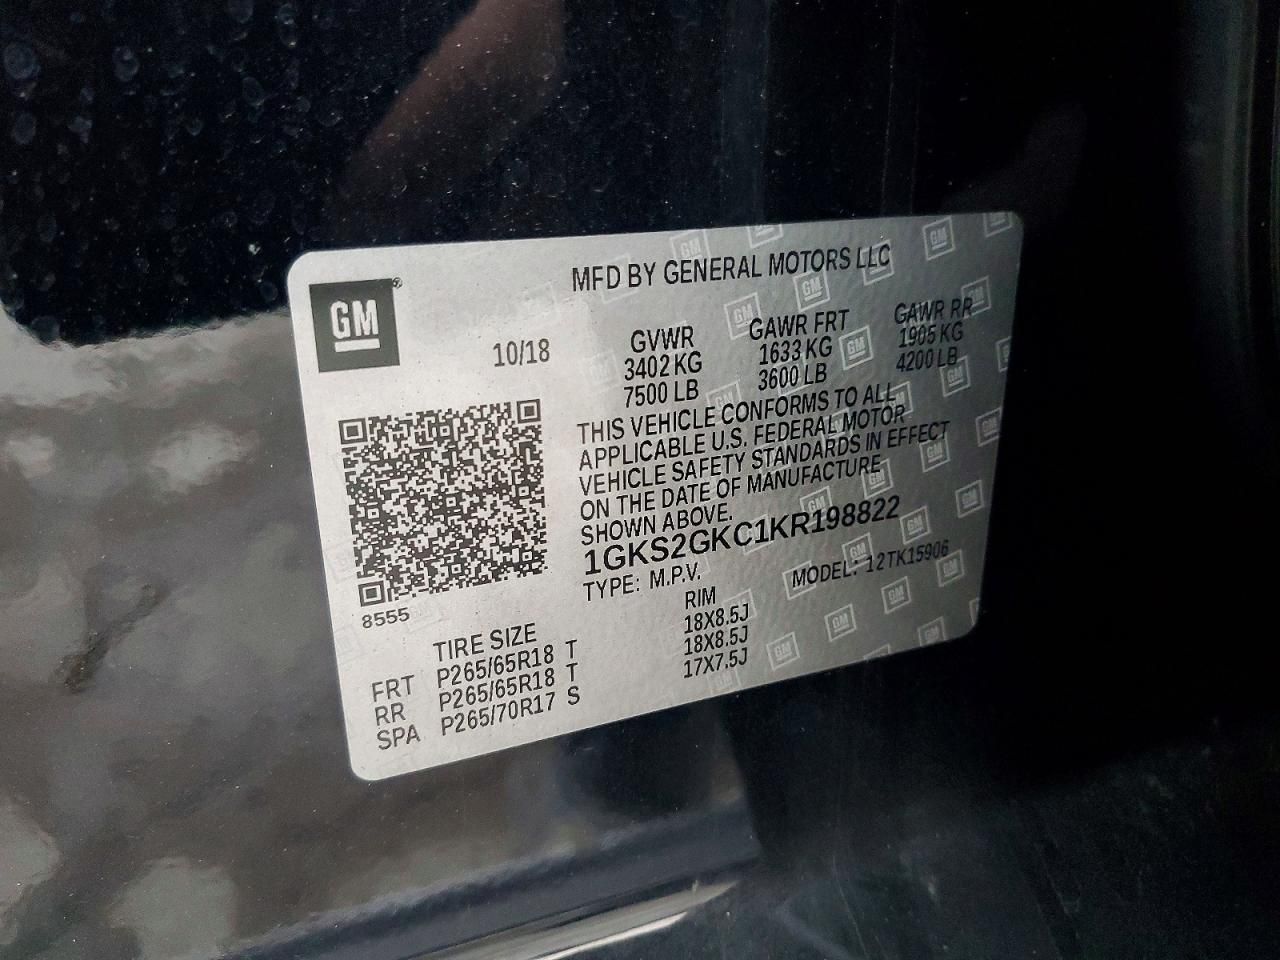 GM
MFD BY GENERAL MOTORS LLC
10/18
GVWR GAWR FRT GAWR RR
3402 KG 1633 KG 1905 KG
7500 LB 3600 LB 4200 LB
THIS VEHICLE CONFORMS TO ALL
APPLICABLE U.S. FEDERAL MOTOR
VEHICLE SAFETY STANDARDS IN EFFECT
ON THE DATE OF MANUFACTURE
SHOWN ABOVE.
1GKS2GKC1KR198822
TYPE: M.P.V. MODEL: 12TK15906
8555
TIRE SIZE RIM
FRT P265/65R18 T 18X8.5J
RR P265/65R18 T 18X8.5J
SPA P265/70R17 S 17X7.5J